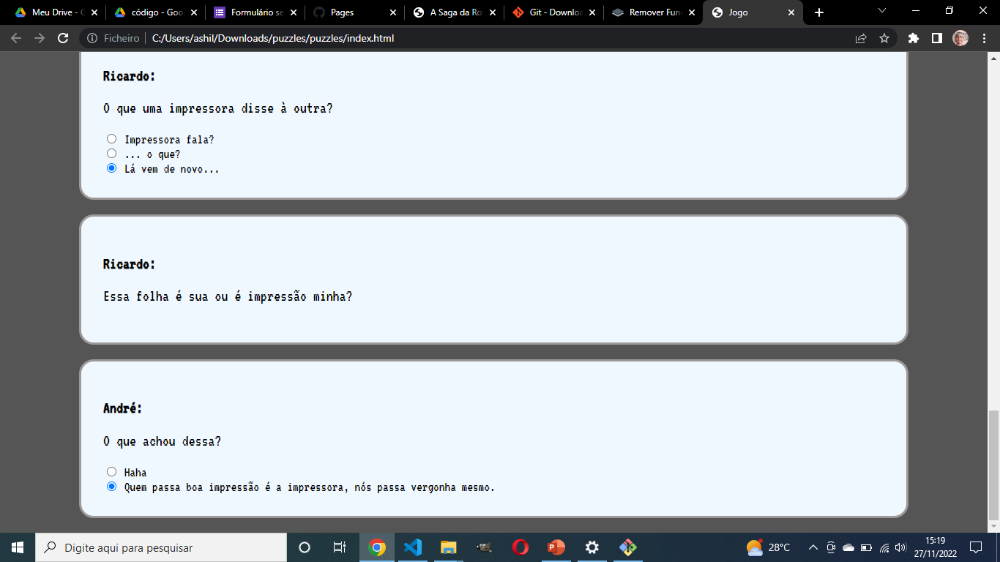 Meu Drive - G
código - Goo
Formulário se
Pages
A Saga da Ro
Git - Downloa
Remover Fun
Jogo
Ficheiro
C:/Users/ashil/Downloads/puzzles/puzzles/index.html
Ricardo:
O que uma impressora disse à outra?
Impressora fala?
... o que?
Lá vem de novo...
Ricardo:
Essa folha é sua ou é impressão minha?
André:
O que achou dessa?
Haha
Quem passa boa impressão é a impressora, nós passa vergonha mesmo.
Digite aqui para pesquisar
28°C
15:19
27/11/2022